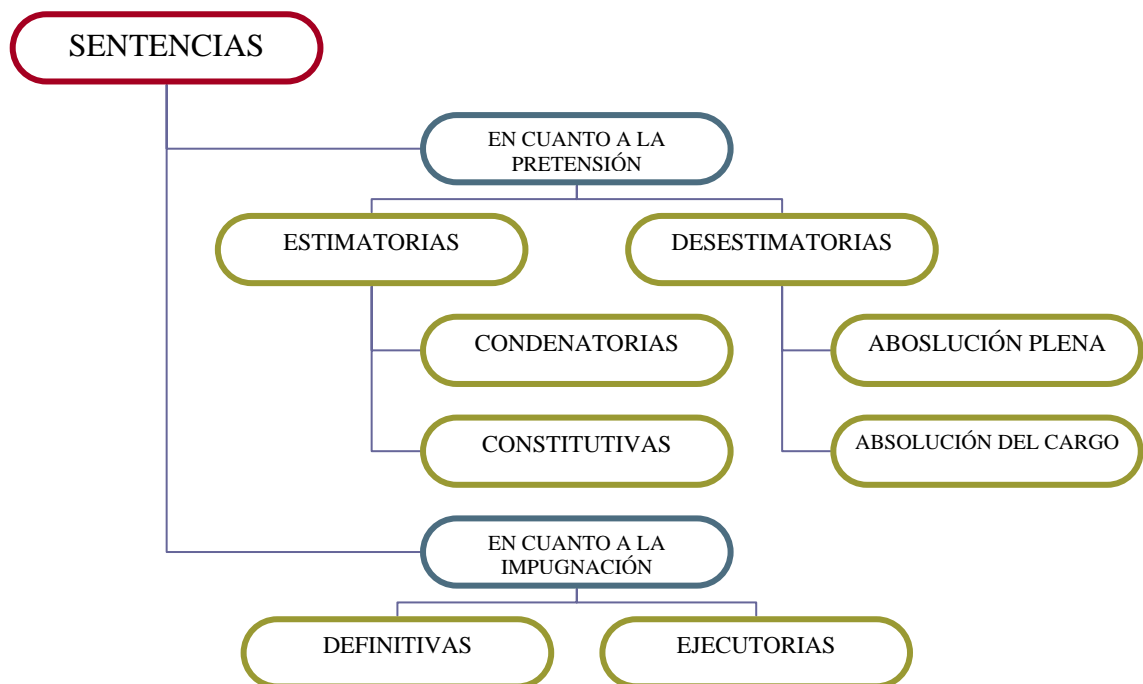 SENTENCIAS
EN CUANTO A LA
PRETENSIÓN
ESTIMATORIAS
DESESTIMATORIAS
CONDENATORIAS
ABOSLUCIÓN PLENA
CONSTITUTIVAS
ABSOLUCIÓN DEL CARGO
EN CUANTO A LA
IMPUGNACIÓN
DEFINITIVAS
EJECUTORIAS